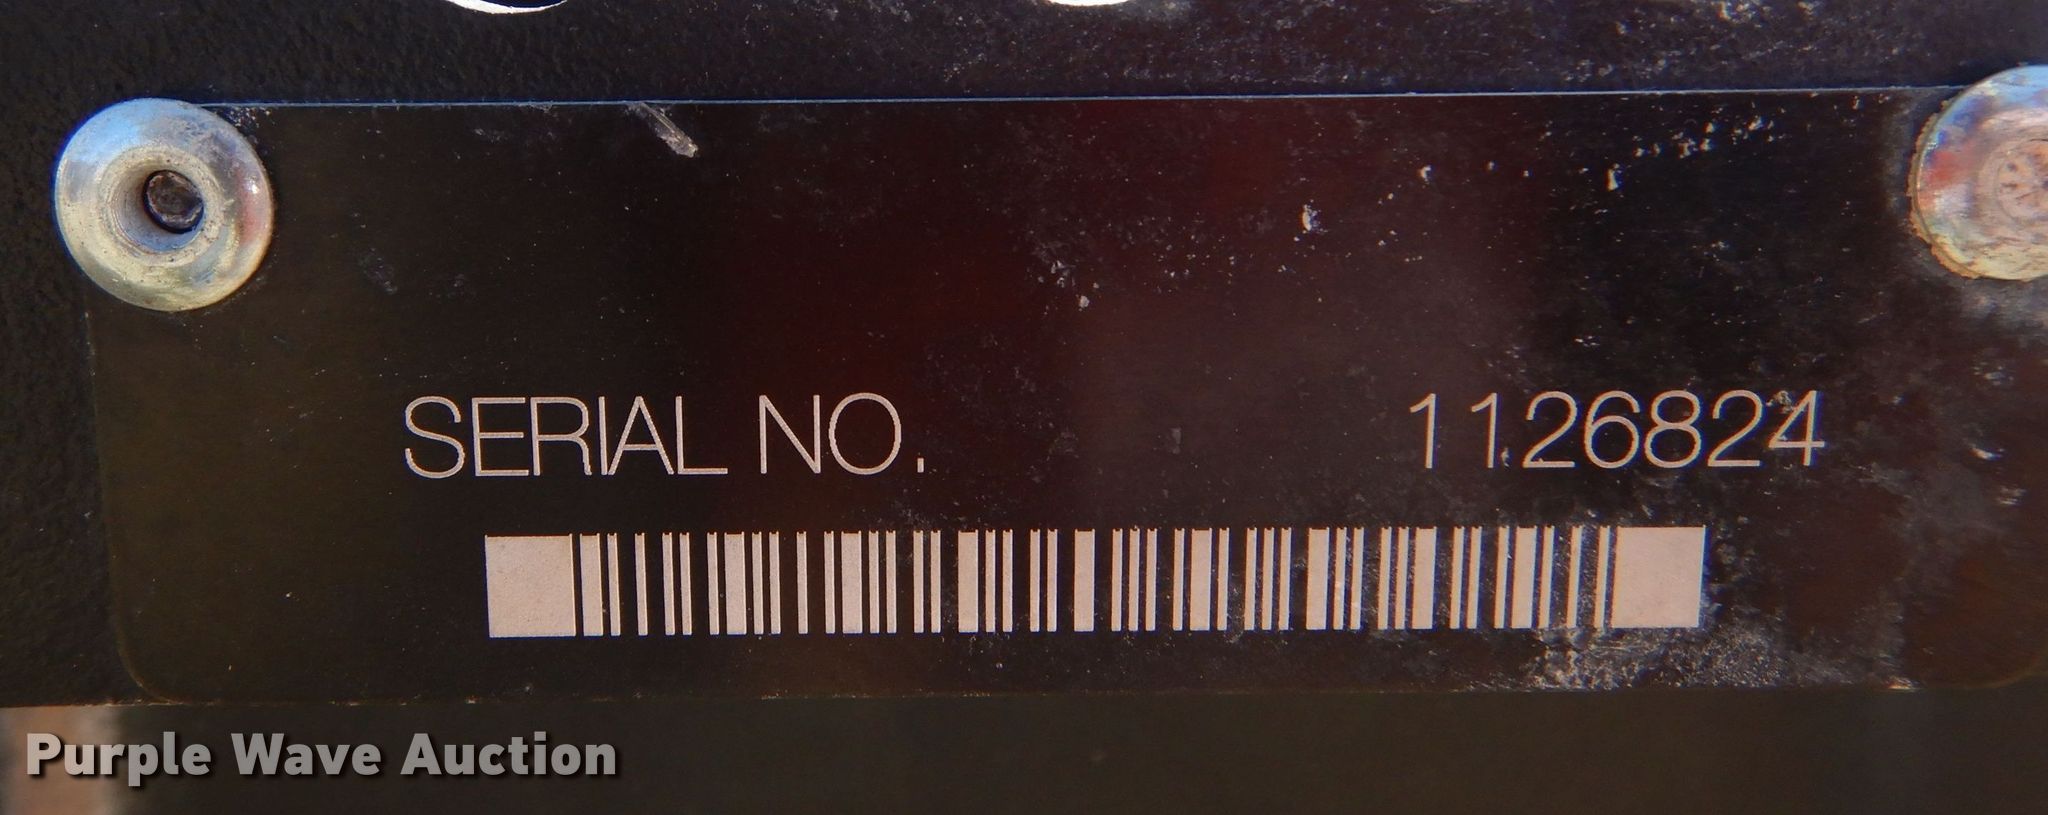 SERIAL NO. 1126824
Purple Wave Auction